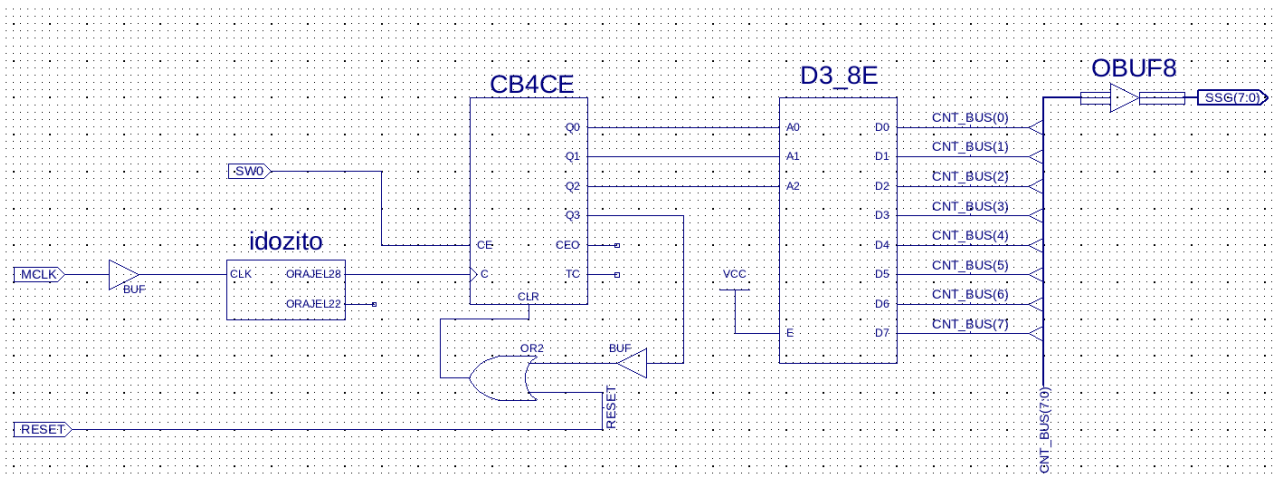 CB4CE
D3_8E
OBUF8
SSG(7:0)
Q0
A0
D0
CNT_BUS(0)
Q1
A1
D1
CNT_BUS(1)
SW0
Q2
A2
D2
CNT_BUS(2)
Q3
D3
CNT_BUS(3)
idozito
CE
CEO
D4
CNT_BUS(4)
MCLK
BUF
CLK
ORAJEL28
C
TC
VCC
D5
CNT_BUS(5)
ORAJEL22
CLR
D6
CNT_BUS(6)
E
D7
CNT_BUS(7)
OR2
BUF
RESET
RESET
CNT_BUS(7:0)